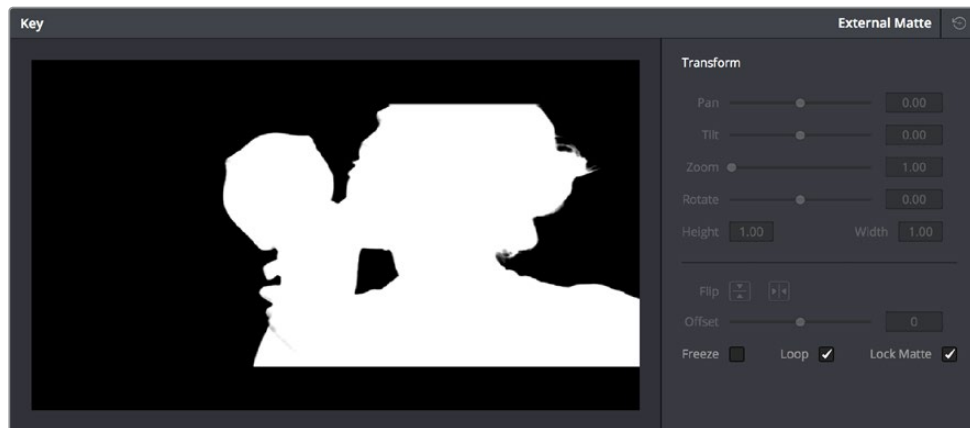 Key External Matte
Transform
Pan 0.00
Tilt 0.00
Zoom 1.00
Rotate 0.00
Height 1.00 Width 1.00
Flip
Offset 0
Freeze Loop Lock Matte